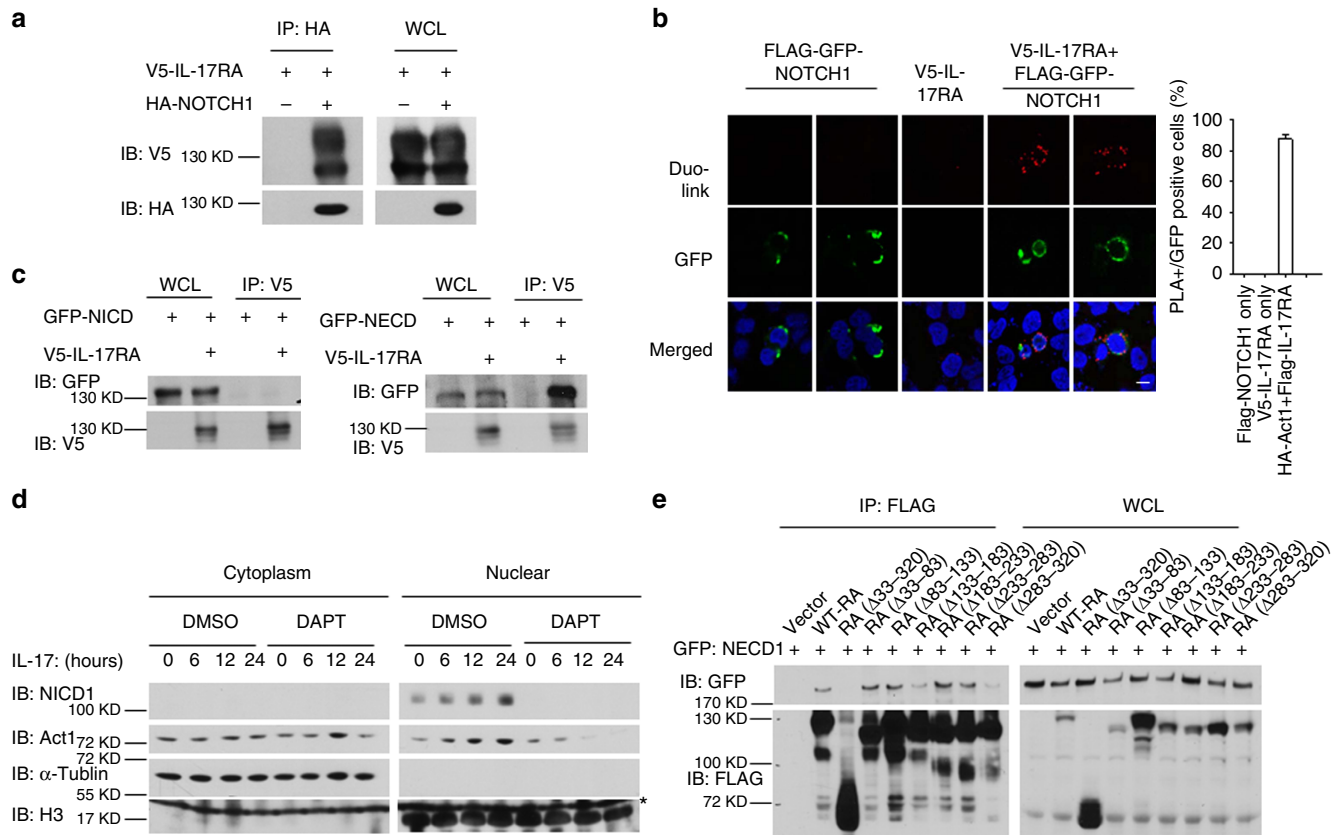 a
IP: HA WCL
V5-IL-17RA + + + +
HA-NOTCH1 – + – +
IB: V5 130 KD
IB: HA 130 KD
b
FLAG-GFP-
NOTCH1
V5-IL-
17RA
V5-IL-17RA+
FLAG-GFP-
NOTCH1
Duo-
link
GFP
Merged
PLA+/GFP positive cells (%)
100
80
60
40
20
0
Flag-NOTCH1 only
V5-IL-17RA only
HA-Act1+Flag-IL-17RA
c
WCL IP: V5
GFP-NICD + + + +
V5-IL-17RA + +
IB: GFP
130 KD
130 KD
IB: V5
WCL IP: V5
GFP-NECD + + + +
V5-IL-17RA + +
IB: GFP
130 KD
IB: V5
d
Cytoplasm Nuclear
DMSO DAPT DMSO DAPT
IL-17: (hours) 0 6 12 24 0 6 12 24 0 6 12 24 0 6 12 24
IB: NICD1
100 KD
IB: Act1 72 KD
72 KD
IB: α-Tublin
55 KD
*
IB: H3 17 KD
e
IP: FLAG WCL
Vector
WT-RA
RA (Δ33–320)
RA (Δ33–83)
RA (Δ83–133)
RA (Δ133–183)
RA (Δ183–233)
RA (Δ233–283)
RA (Δ283–320)
Vector
WT-RA
RA (Δ33–320)
RA (Δ33–83)
RA (Δ83–133)
RA (Δ133–183)
RA (Δ183–233)
RA (Δ233–283)
RA (Δ283–320)
GFP: NECD1 + + + + + + + + + + + + + + + +
IB: GFP
170 KD
130 KD
100 KD
IB: FLAG
72 KD